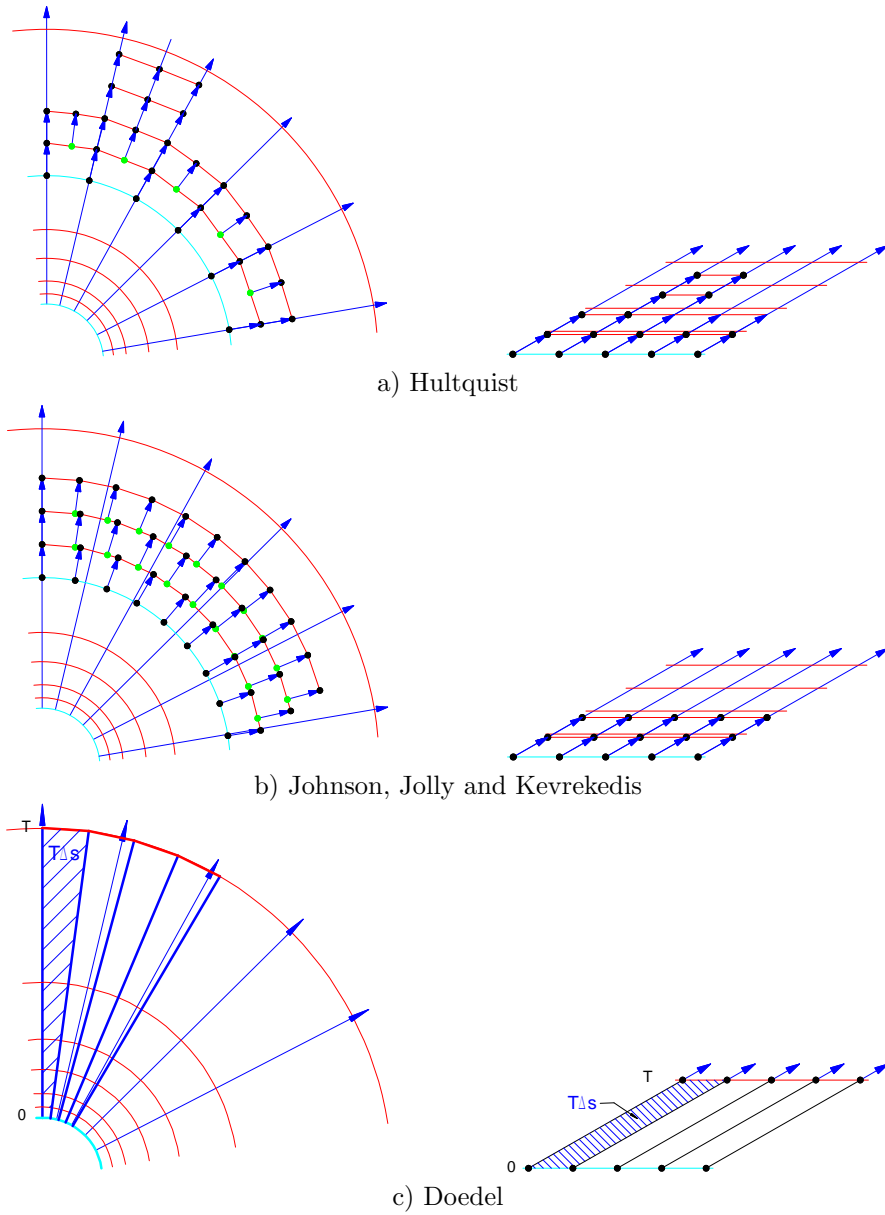 a) Hultquist
b) Johnson, Jolly and Kevrekedis
T
TΔs
0
T
TΔs
0
c) Doedel